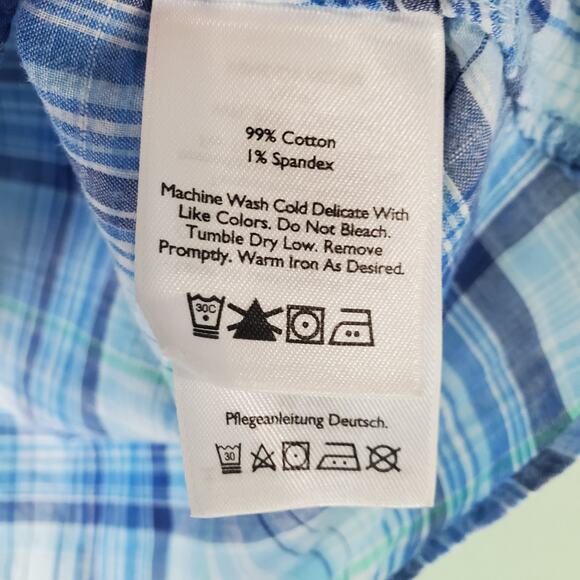 99% Cotton
1% Spandex
Machine Wash Cold Delicate With
Like Colors. Do Not Bleach.
Tumble Dry Low. Remove
Promptly. Warm Iron As Desired.
30C
Pflegeanleitung Deutsch.
30